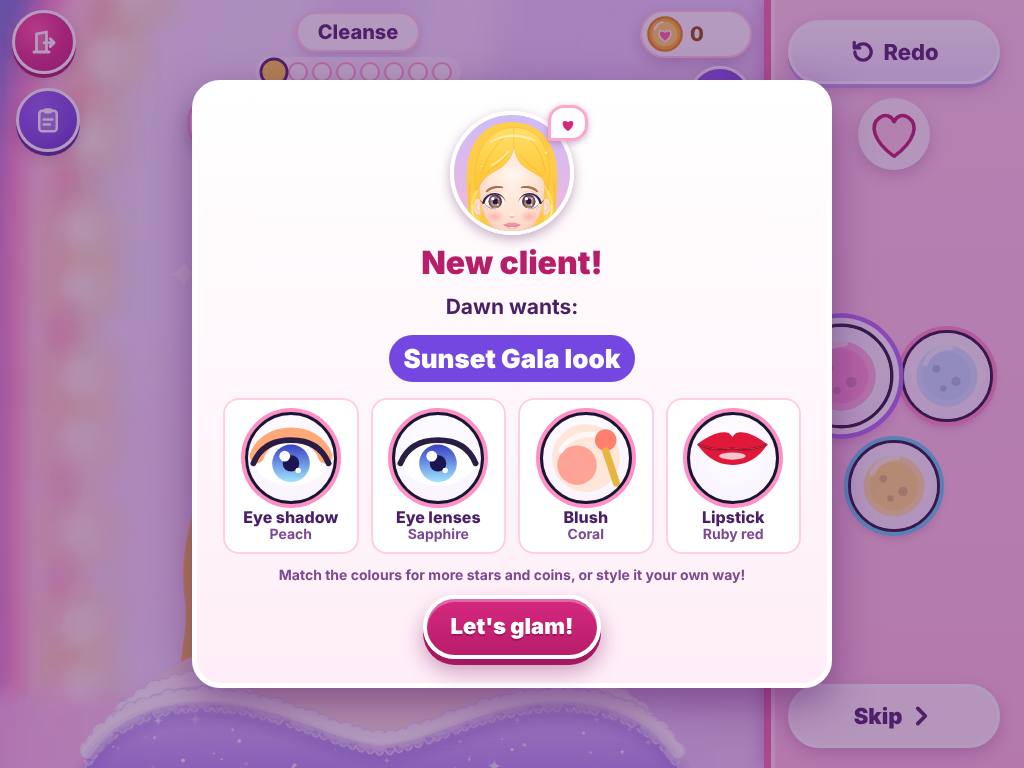 Cleanse
0
Redo
New client!
Dawn wants:
Sunset Gala look
Eye shadow
Peach
Eye lenses
Sapphire
Blush
Coral
Lipstick
Ruby red
Match the colours for more stars and coins, or style it your own way!
Let's glam!
Skip